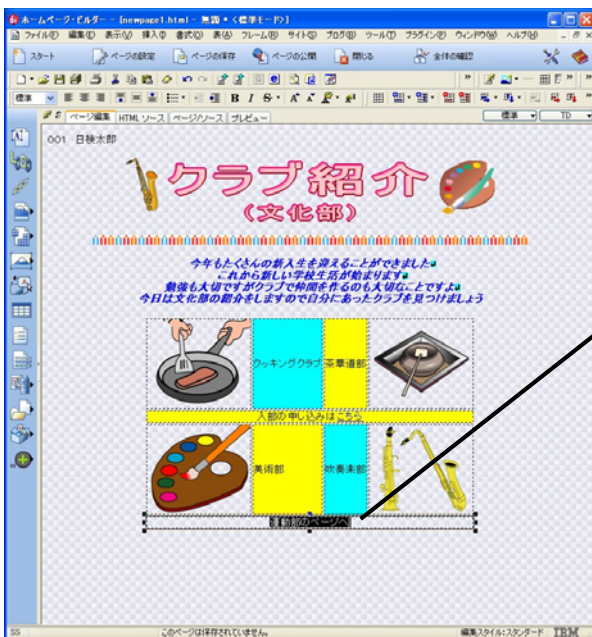 ホームページ・ビルダー - [newpage1.html - 無題 * <標準モード>]
ファイル(F) 編集(E) 表示(V) 挿入(I) 書式(O) 表(A) フレーム(R) サイト(S) ツール(T) ウィンドウ(W) ヘルプ(H)
スタート ページの設定 ページの保存 ページの公開 閉じる 全体の確認
標準
ページ編集 HTML ソース ページ/ソース プレビュー 標準 TD
001 日検太郎
クラブ紹介
(文化部)
今年もたくさんの新入生を迎えることができました
これから新しい学校生活が始まります
勉強も大切ですがクラブで仲間を作るのも大切なことですよ
今日は文化部の紹介をしますので自分にあったクラブを見つけましょう
クッキングクラブ 茶華道部
入部の申し込みはこちら
美術部 吹奏楽部
運動部のページへ
SS このページは保存されていません。 編集スタイル:スタンダード IBM